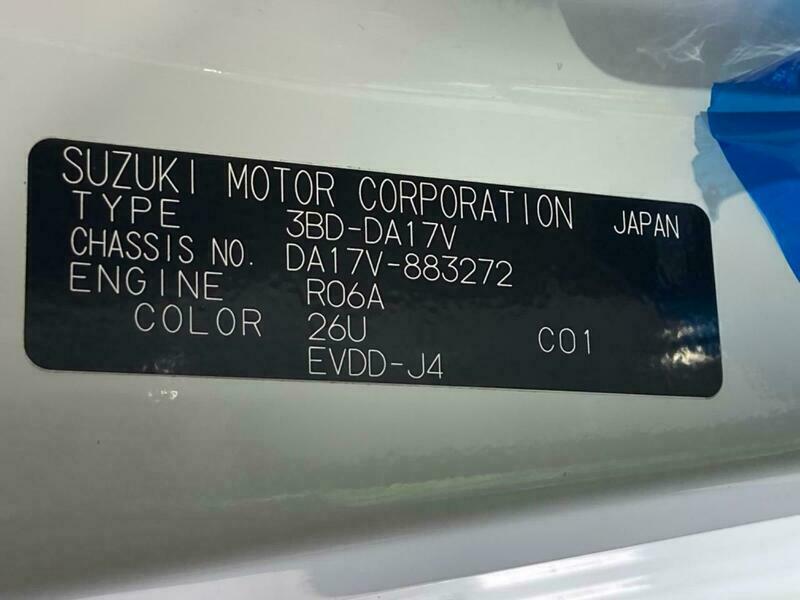 SUZUKI MOTOR CORPORATION JAPAN
TYPE 3BD-DA17V
CHASSIS NO. DA17V-883272
ENGINE R06A
COLOR 26U C01
EVDD-J4